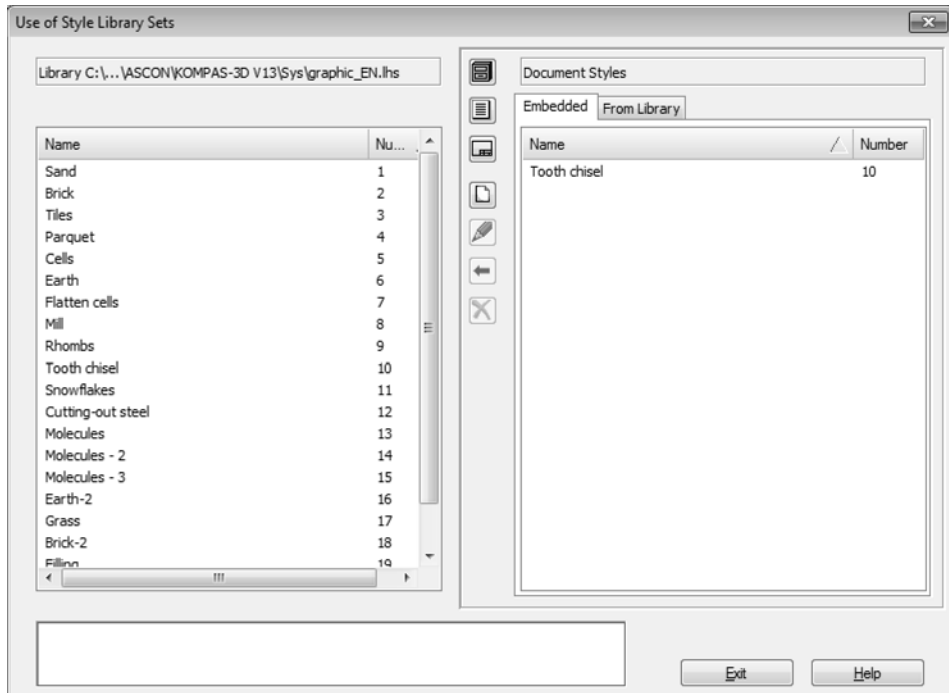 Use of Style Library Sets
Library C:\...\ASCON\KOMPAS-3D V13\Sys\graphic_EN.lhs
Name Nu...
Sand 1
Brick 2
Tiles 3
Parquet 4
Cells 5
Earth 6
Flatten cells 7
Mill 8
Rhombs 9
Tooth chisel 10
Snowflakes 11
Cutting-out steel 12
Molecules 13
Molecules - 2 14
Molecules - 3 15
Earth-2 16
Grass 17
Brick-2 18
Filling 19
Document Styles
Embedded From Library
Name Number
Tooth chisel 10
Exit Help